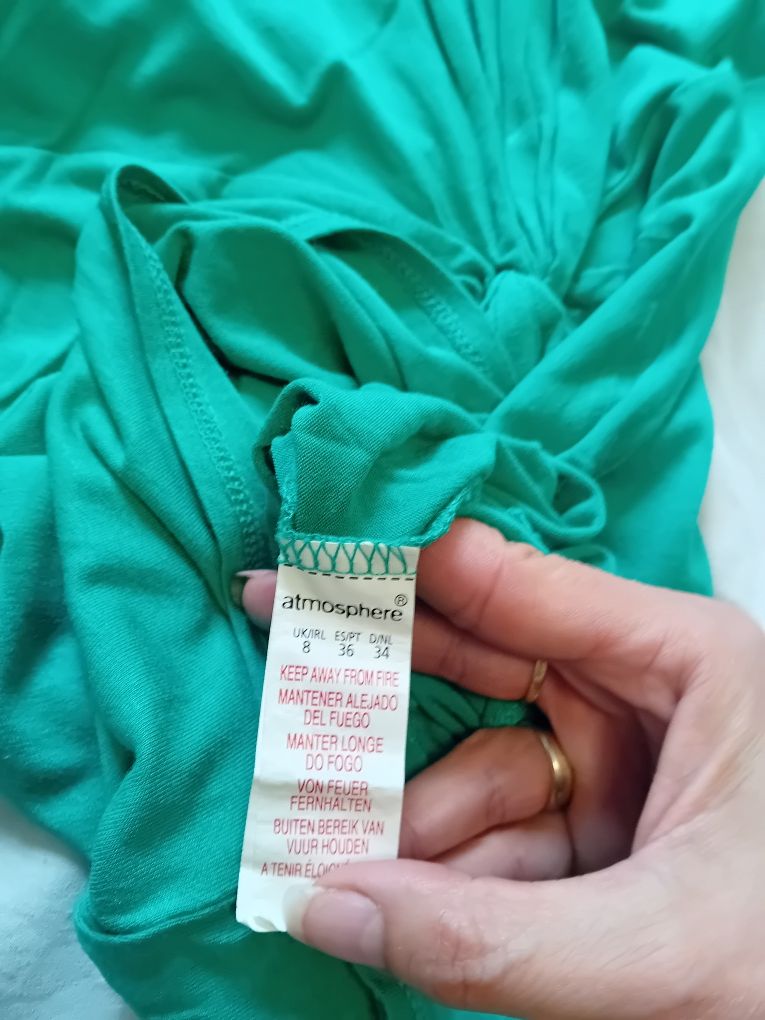 atmosphere®
UK/IRL ES/PT D/NL
8 36 34
KEEP AWAY FROM FIRE
MANTENER ALEJADO
DEL FUEGO
MANTER LONGE
DO FOGO
VON FEUER
FERNHALTEN
BUITEN BEREIK VAN
VUUR HOUDEN
A TENIR